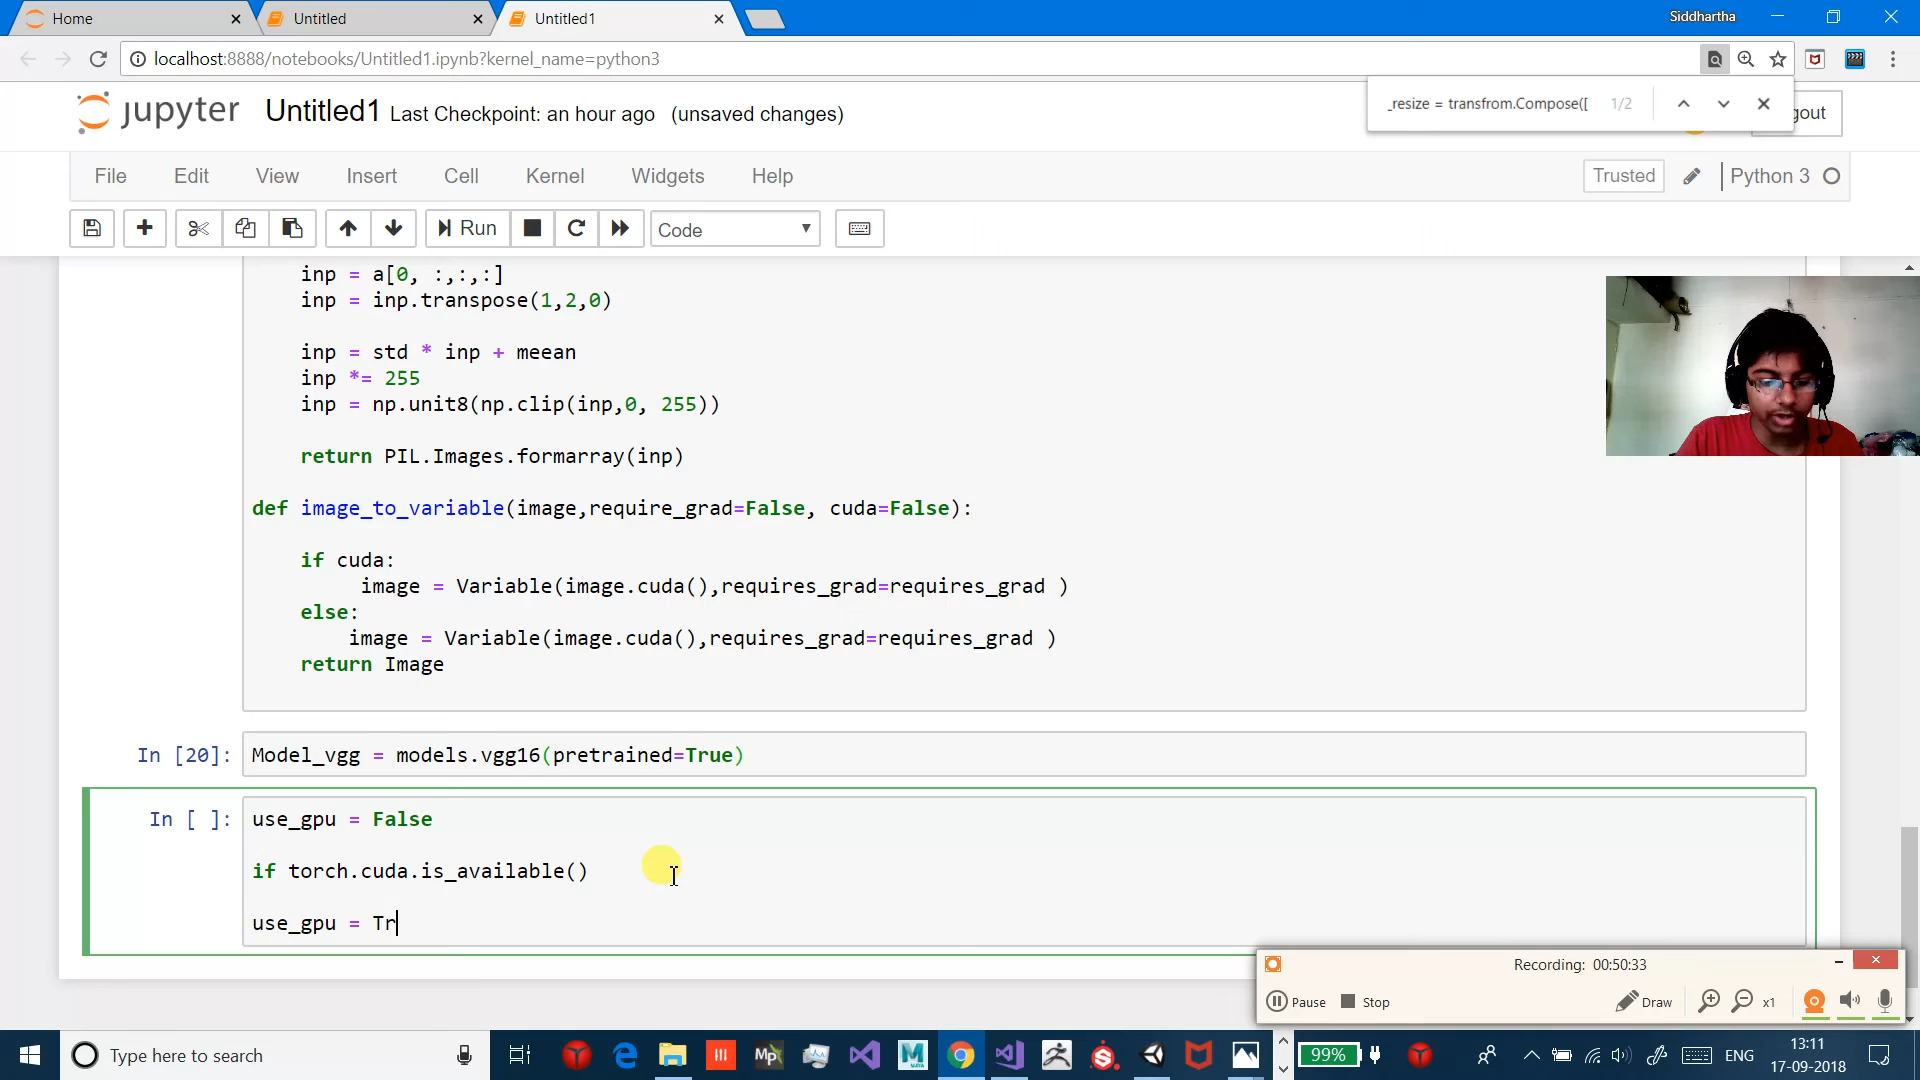 Home
Untitled
Untitled1
Siddhartha
localhost:8888/notebooks/Untitled1.ipynb?kernel_name=python3
_resize = transfrom.Compose([ 1/2
jupyter Untitled1 Last Checkpoint: an hour ago (unsaved changes)
gout
File Edit View Insert Cell Kernel Widgets Help
Trusted
Python 3
Run
Code
inp = a[0, :,:,:]
inp = inp.transpose(1,2,0)
inp = std * inp + meean
inp *= 255
inp = np.unit8(np.clip(inp,0, 255))
return PIL.Images.formarray(inp)
def image_to_variable(image,require_grad=False, cuda=False):
if cuda:
image = Variable(image.cuda(),requires_grad=requires_grad )
else:
image = Variable(image.cuda(),requires_grad=requires_grad )
return Image
In [20]: Model_vgg = models.vgg16(pretrained=True)
In [ ]: use_gpu = False
if torch.cuda.is_available()
use_gpu = Tr
Recording: 00:50:33
Pause Stop Draw x1
Type here to search
Mp
MAYA
99%
ENG
13:11
17-09-2018